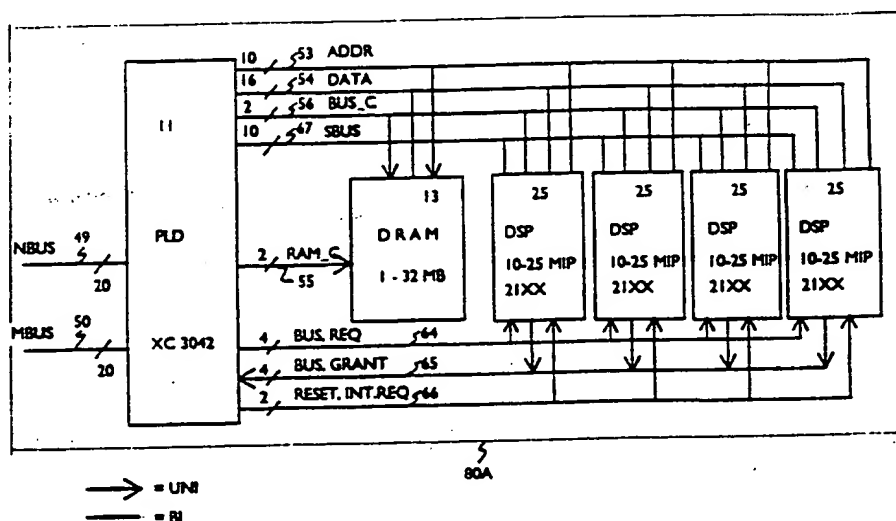 10 53 ADDR
16 54 DATA
2 56 BUS_C
10 67 SBUS
11
PLD
XC 3042
NBUS 49
20
MBUS 50
20
2 RAM_C
55
13
DRAM
1 - 32 MB
25
DSP
10-25 MIP
21XX
25
DSP
10-25 MIP
21XX
25
DSP
10-25 MIP
21XX
25
DSP
10-25 MIP
21XX
4 BUS. REQ 64
4 BUS. GRANT 65
2 RESET. INT.REQ 66
80A
= UNI
= BI